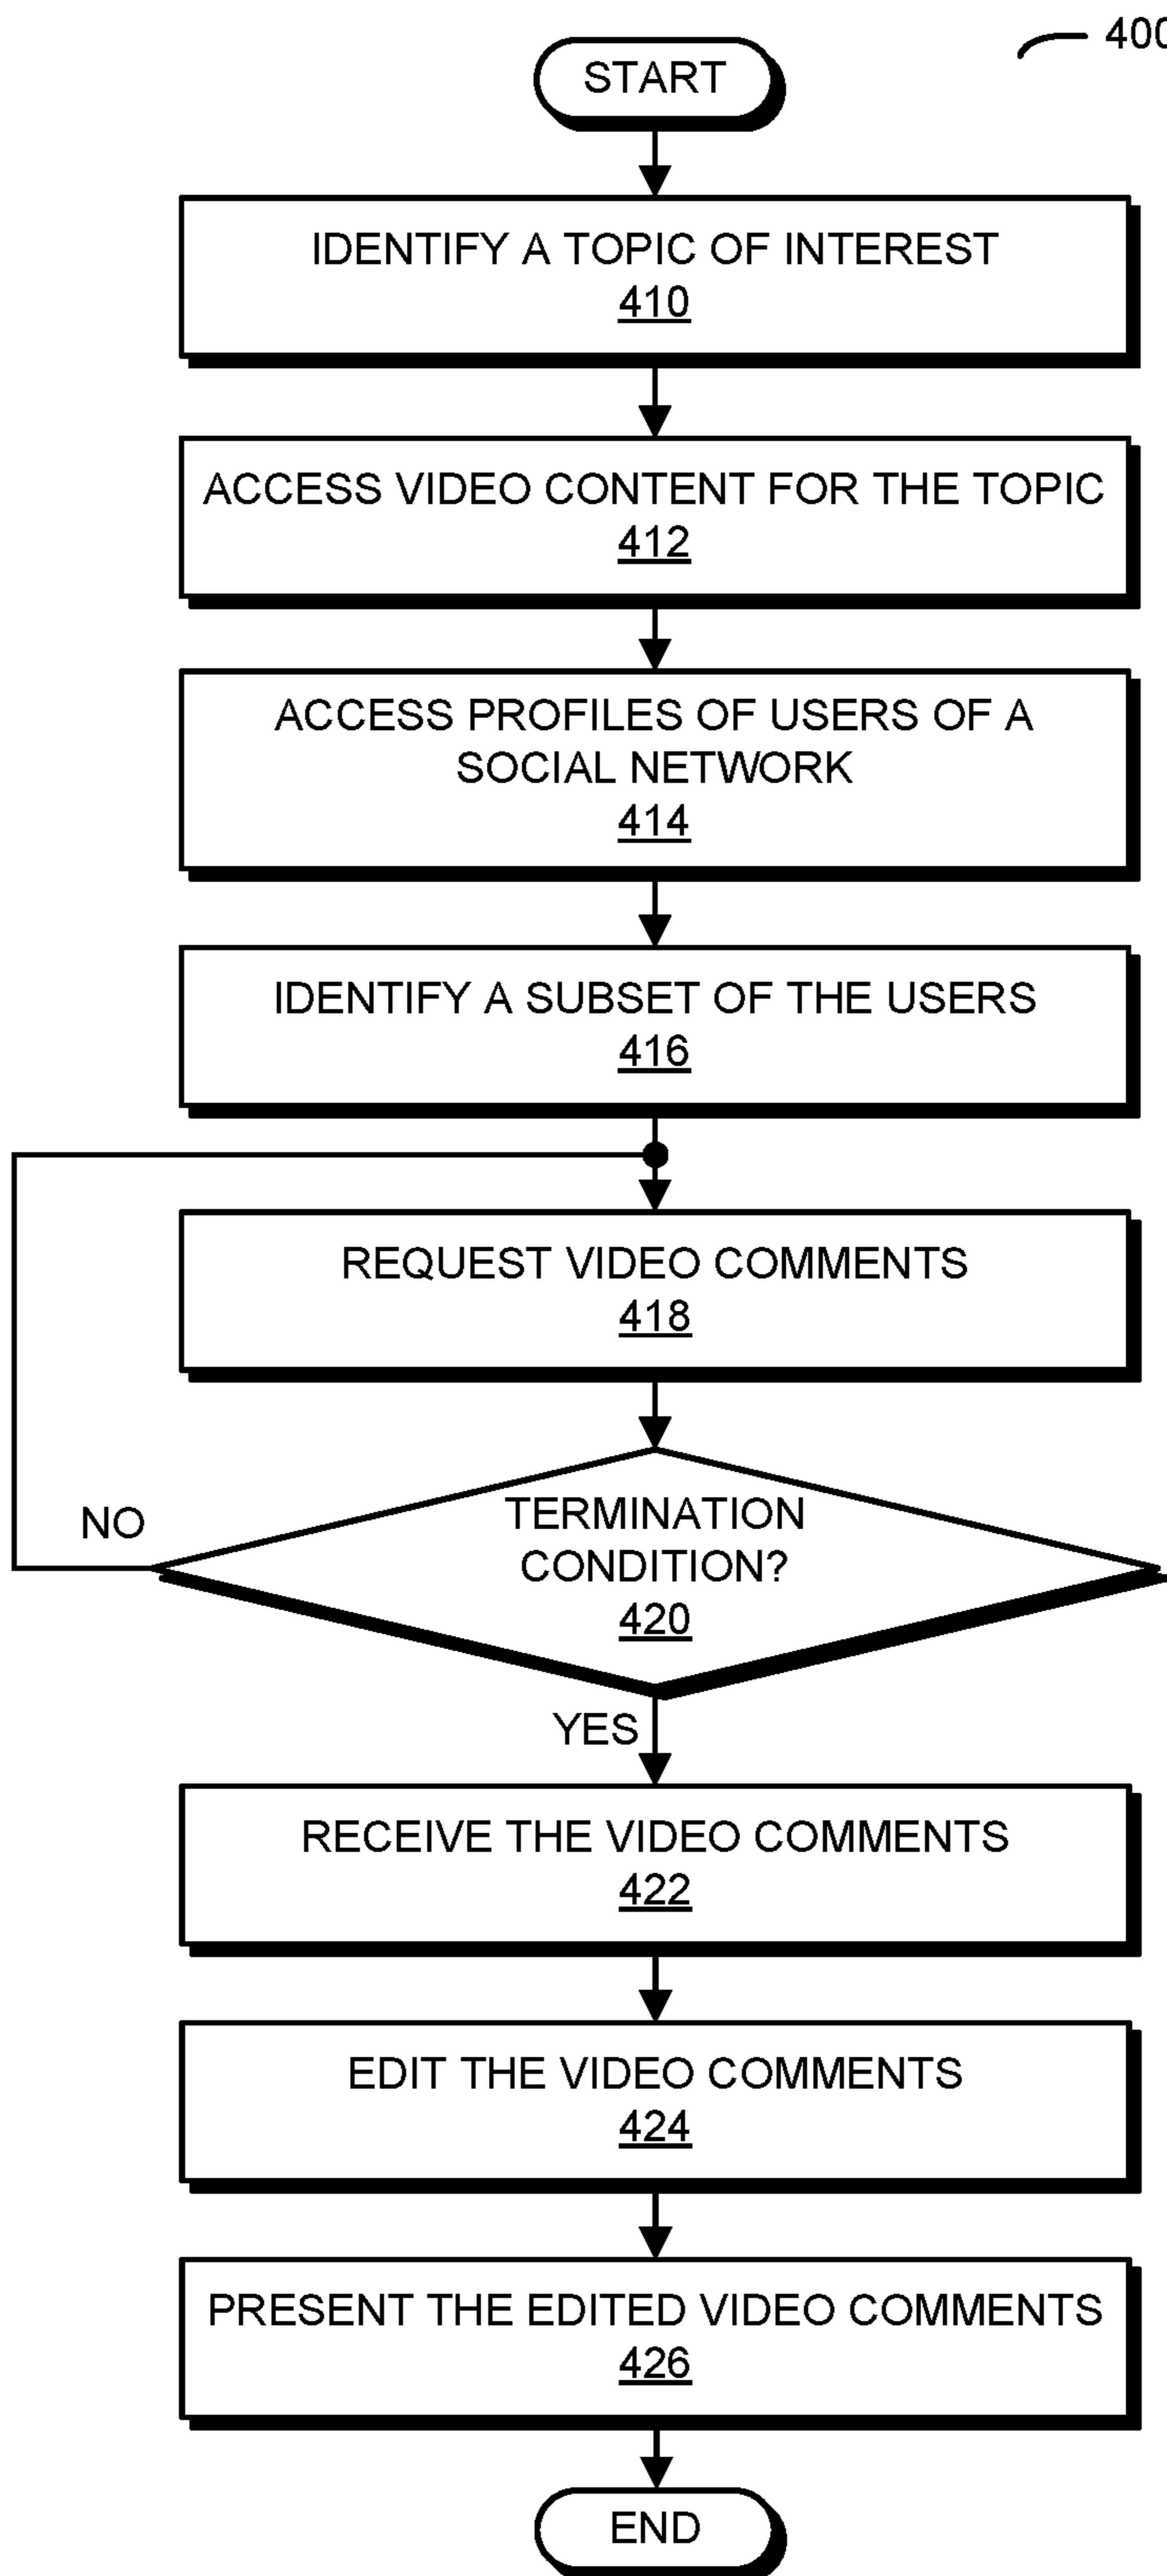 400
START
IDENTIFY A TOPIC OF INTEREST
410
ACCESS VIDEO CONTENT FOR THE TOPIC
412
ACCESS PROFILES OF USERS OF A
SOCIAL NETWORK
414
IDENTIFY A SUBSET OF THE USERS
416
REQUEST VIDEO COMMENTS
418
NO
TERMINATION
CONDITION?
420
YES
RECEIVE THE VIDEO COMMENTS
422
EDIT THE VIDEO COMMENTS
424
PRESENT THE EDITED VIDEO COMMENTS
426
END